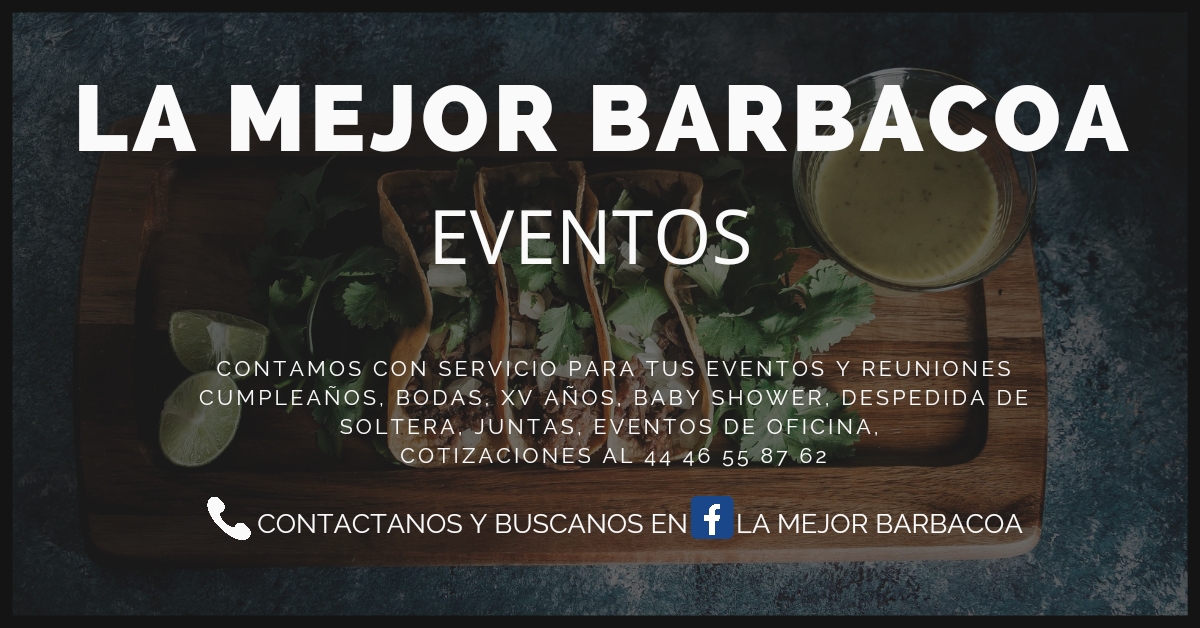 LA MEJOR BARBACOA
EVENTOS
CONTAMOS CON SERVICIO PARA TUS EVENTOS Y REUNIONES
CUMPLEAÑOS, BODAS, XV AÑOS, BABY SHOWER, DESPEDIDA DE
SOLTERA, JUNTAS, EVENTOS DE OFICINA,
COTIZACIONES AL 44 46 55 87 62
CONTACTANOS Y BUSCANOS EN f LA MEJOR BARBACOA